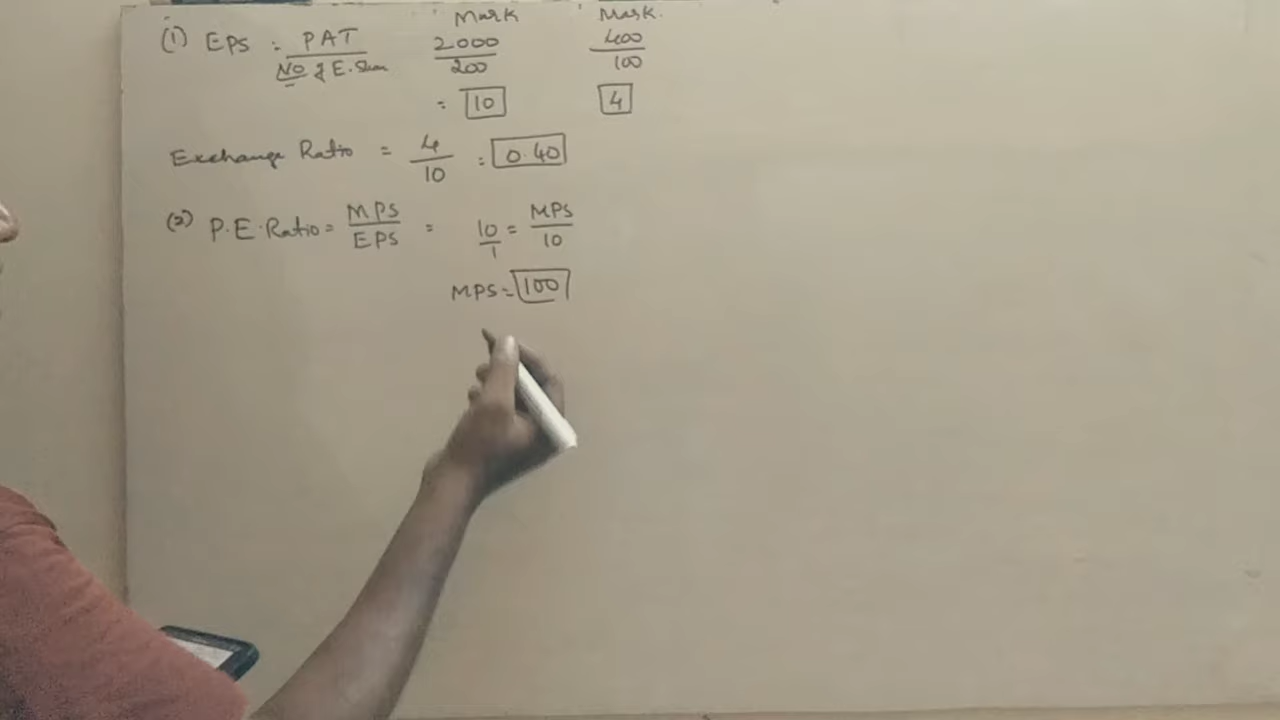 Mark Mark.
(1) EPS = PAT / No of E. Share 2000 / 200 400 / 100
= 10 4
Exchange Ratio = 4 / 10 = 0.40
(2) P.E. Ratio = MPS / EPS = 10 / 1 = MPS / 10
MPS = 100